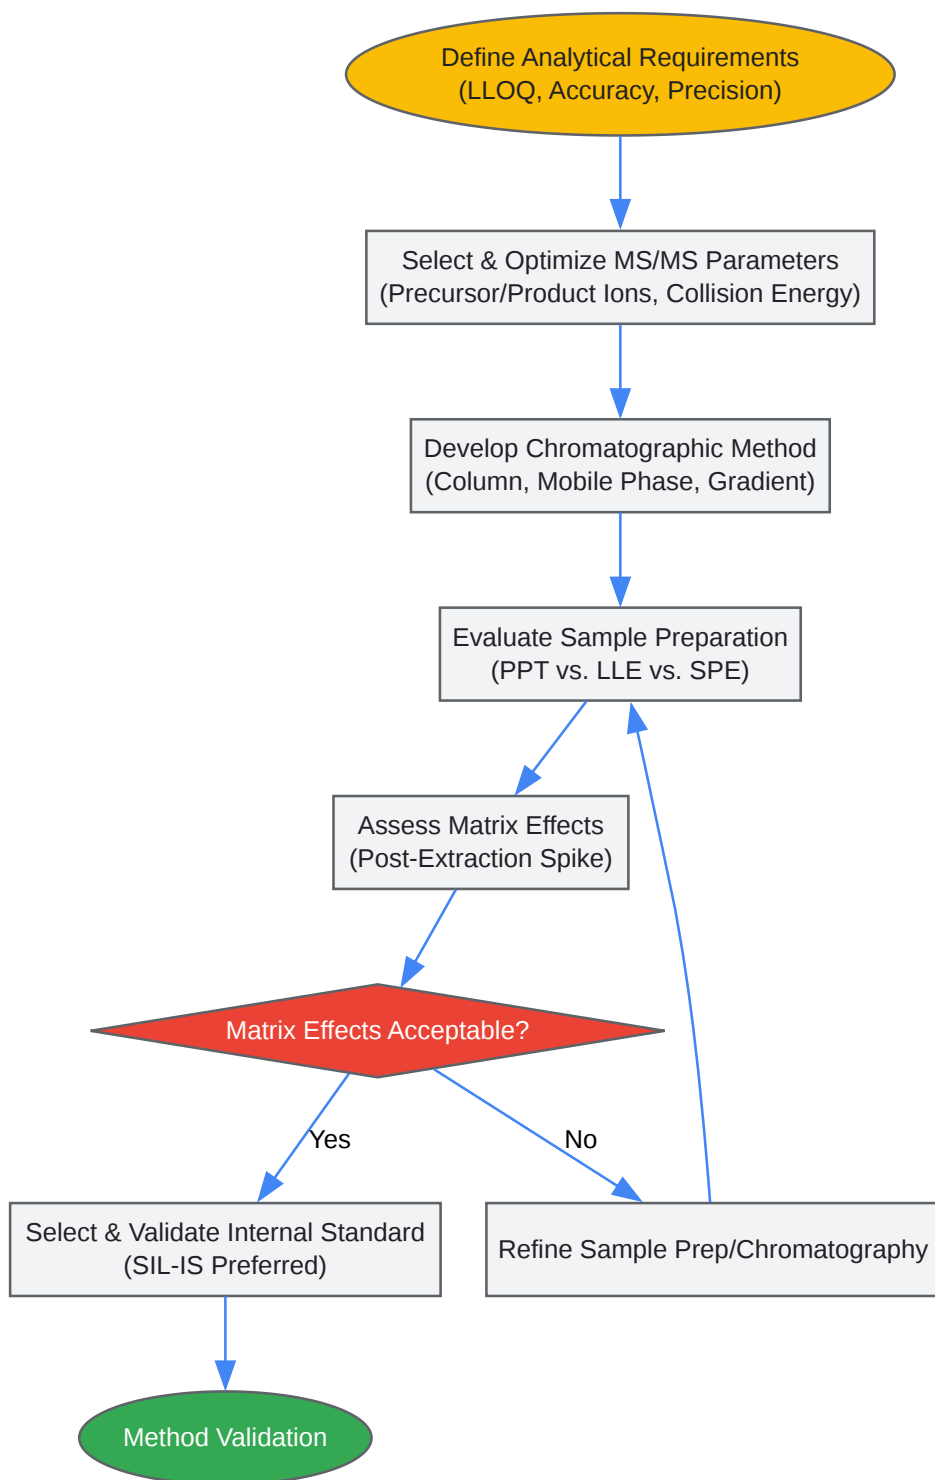 Define Analytical Requirements
(LLOQ, Accuracy, Precision)
Select & Optimize MS/MS Parameters
(Precursor/Product Ions, Collision Energy)
Develop Chromatographic Method
(Column, Mobile Phase, Gradient)
Evaluate Sample Preparation
(PPT vs. LLE vs. SPE)
Assess Matrix Effects
(Post-Extraction Spike)
Matrix Effects Acceptable?
Yes
No
Select & Validate Internal Standard
(SIL-IS Preferred)
Refine Sample Prep/Chromatography
Method Validation